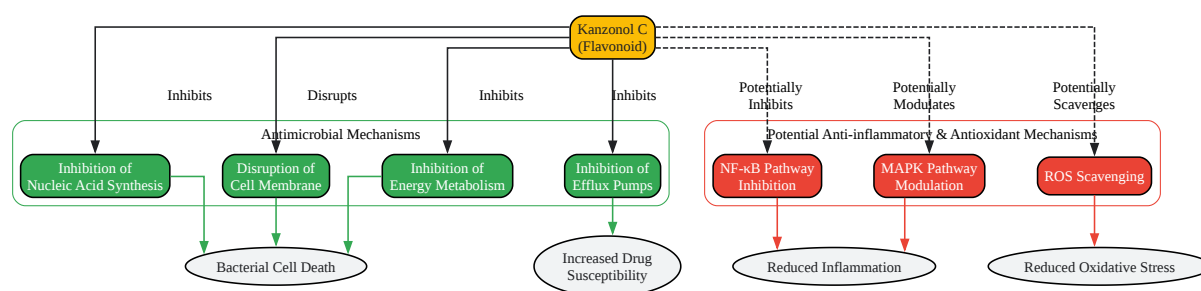 Kanzonol C
(Flavonoid)
Inhibits
Disrupts
Inhibits
Inhibits
Potentially
Inhibits
Potentially
Modulates
Potentially
Scavenges
Antimicrobial Mechanisms
Potential Anti-inflammatory & Antioxidant Mechanisms
Inhibition of
Nucleic Acid Synthesis
Disruption of
Cell Membrane
Inhibition of
Energy Metabolism
Inhibition of
Efflux Pumps
NF-κB Pathway
Inhibition
MAPK Pathway
Modulation
ROS Scavenging
Bacterial Cell Death
Increased Drug
Susceptibility
Reduced Inflammation
Reduced Oxidative Stress